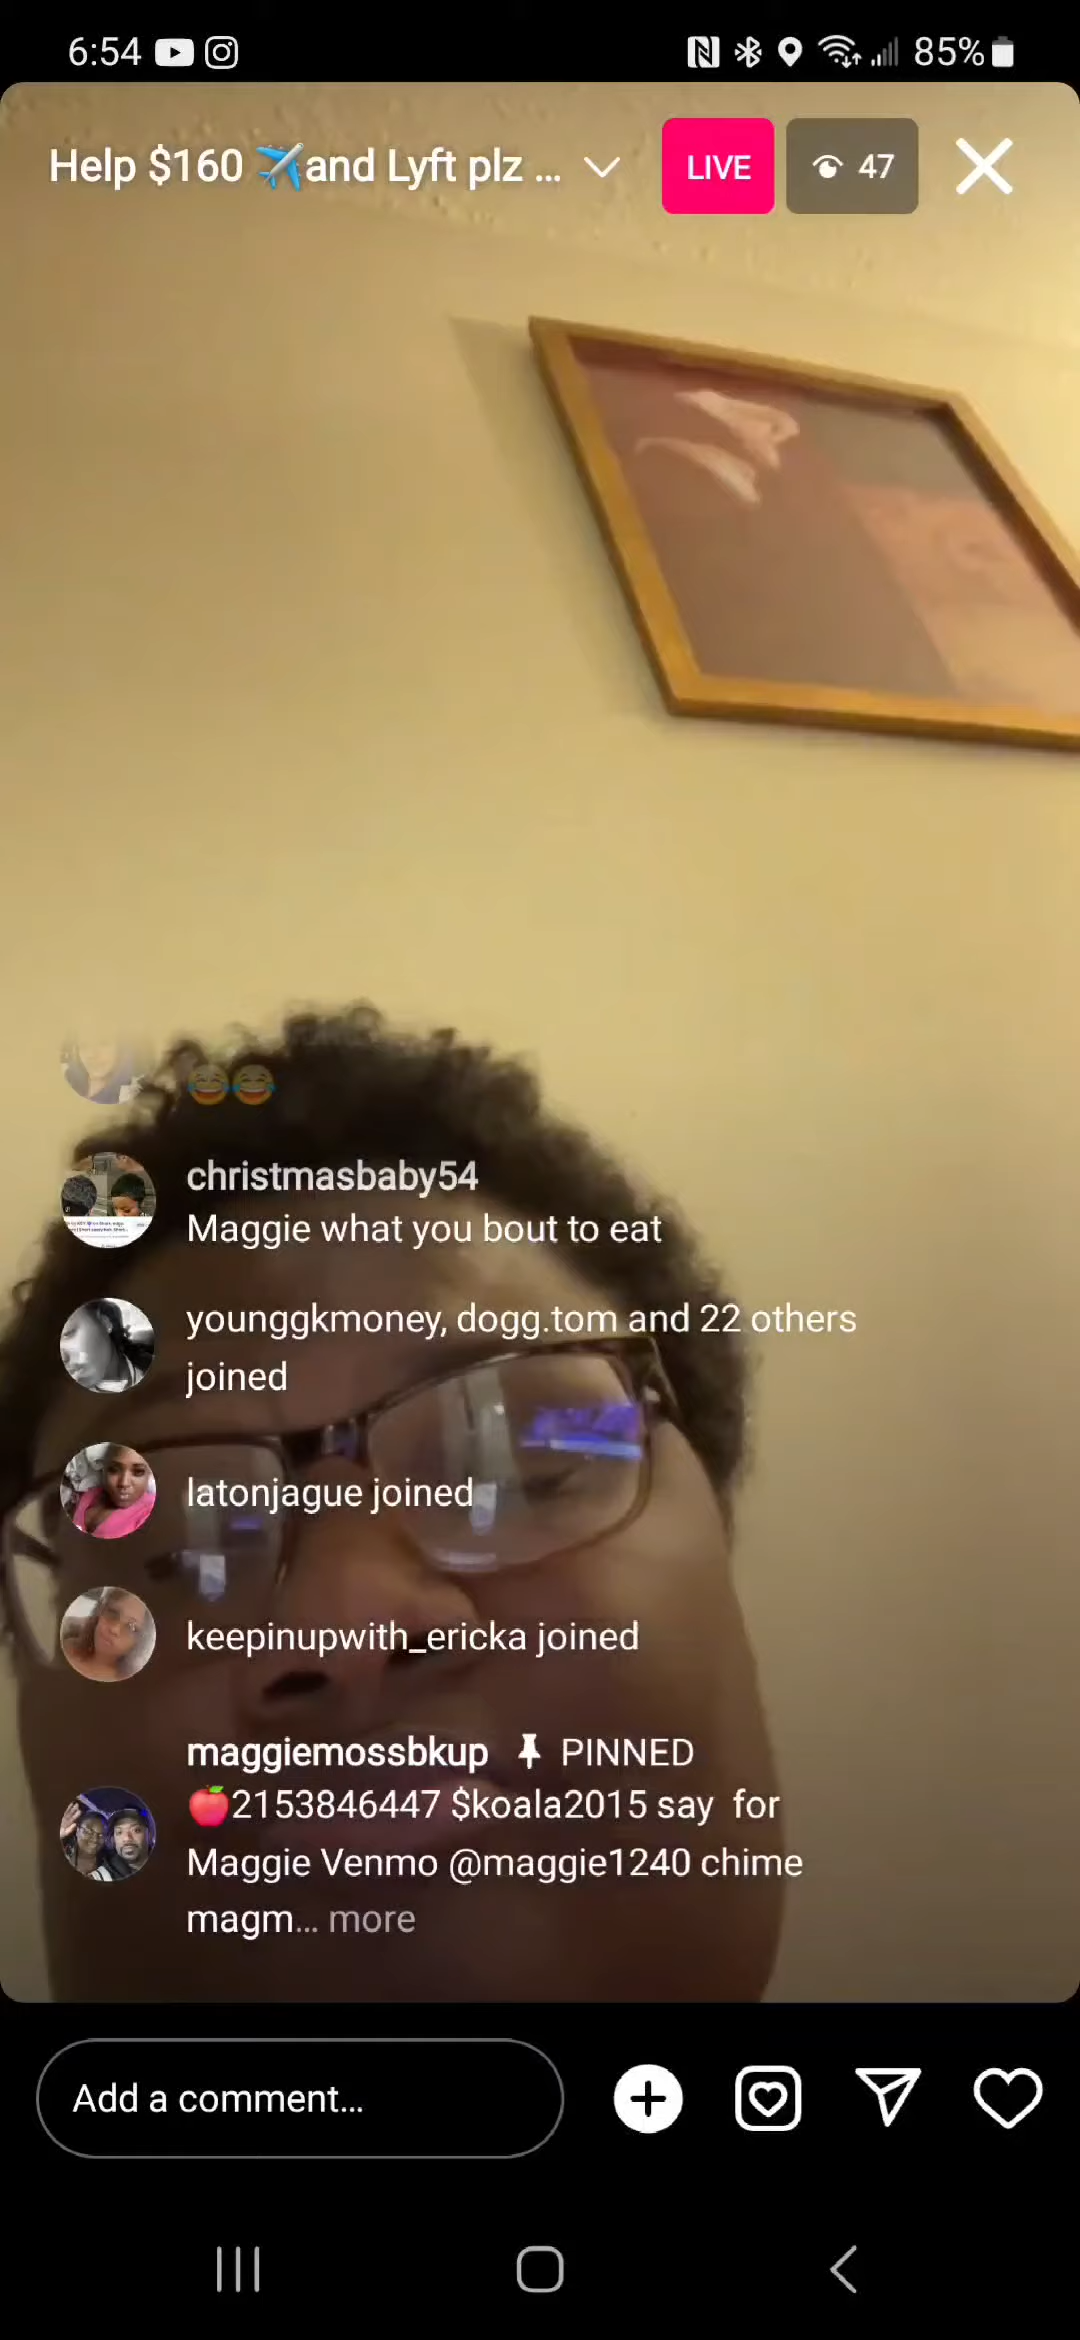 6:54
85%
Help $160 ✈️and Lyft plz ...
LIVE
47
😂😂
christmasbaby54
Maggie what you bout to eat
younggkmoney, dogg.tom and 22 others
joined
latonjague joined
keepinupwith_ericka joined
maggiemossbkup PINNED
🍎2153846447 $koala2015 say for
Maggie Venmo @maggie1240 chime
magm... more
Add a comment...